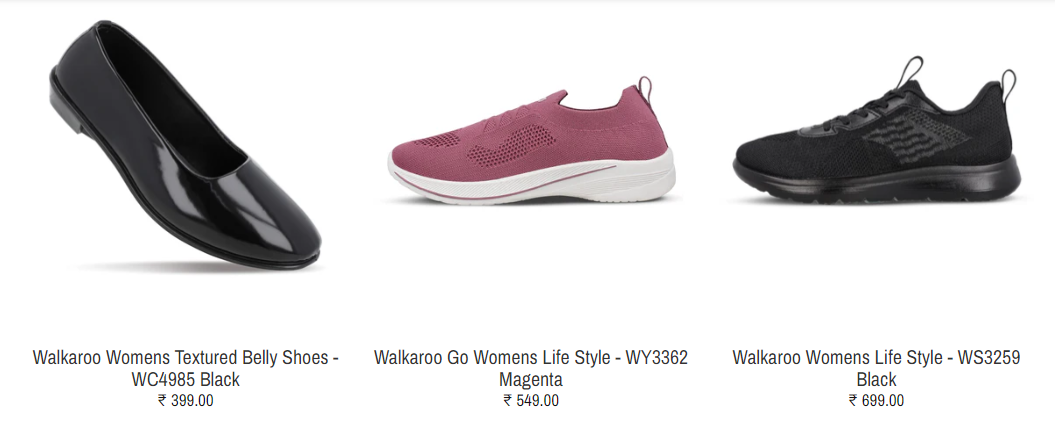 Walkaroo Womens Textured Belly Shoes -
WC4985 Black
₹ 399.00
Walkaroo Go Womens Life Style - WY3362
Magenta
₹ 549.00
Walkaroo Womens Life Style - WS3259
Black
₹ 699.00